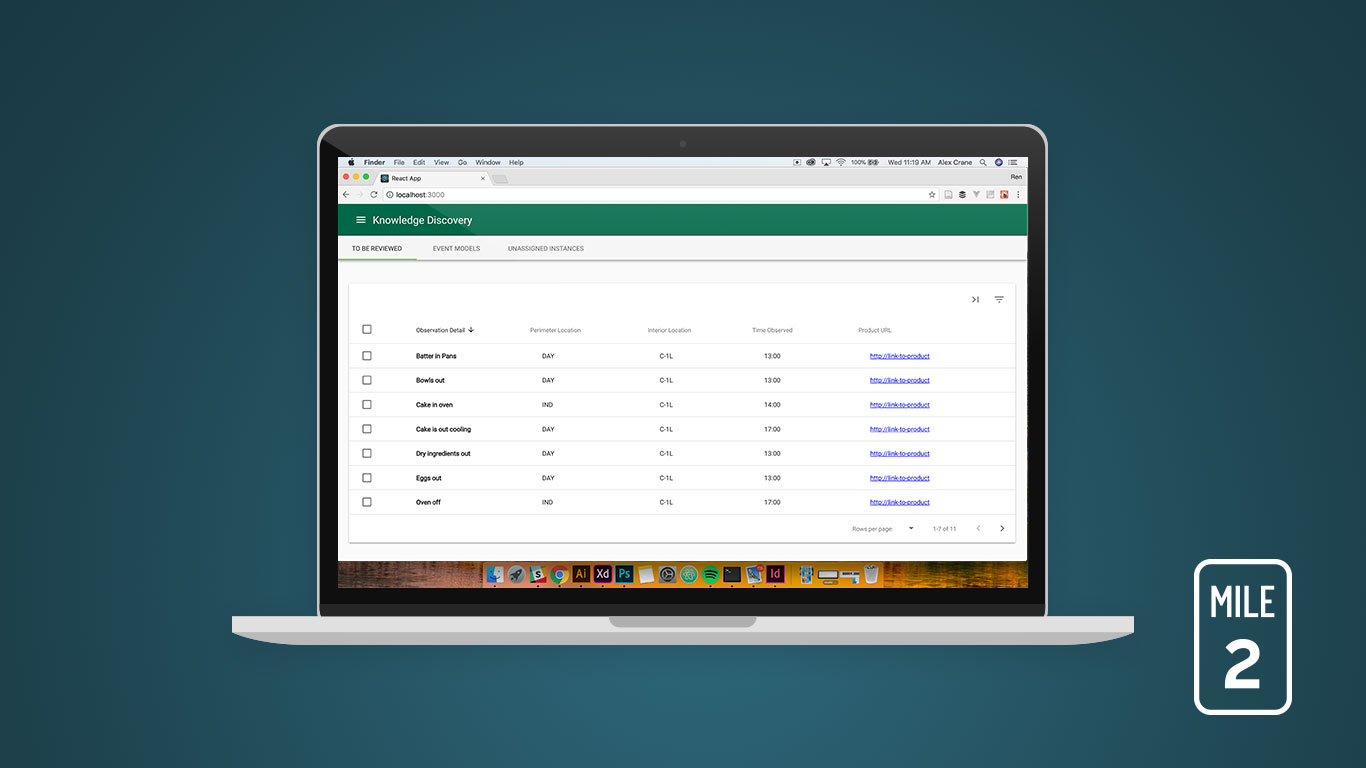 Finder File Edit View Go Window Help 100% Wed 11:19 AM Alex Crane
React App Ren
localhost:3000
Knowledge Discovery
TO BE REVIEWED EVENT MODELS UNASSIGNED INSTANCES
Observation Detail Perimeter Location Interior Location Time Observed Product URL
Batter in Pans DAY C-1L 13:00 http://link-to-product
Bowls out DAY C-1L 13:00 http://link-to-product
Cake in oven IND C-1L 14:00 http://link-to-product
Cake is out cooling DAY C-1L 17:00 http://link-to-product
Dry ingredients out DAY C-1L 13:00 http://link-to-product
Eggs out DAY C-1L 13:00 http://link-to-product
Oven off IND C-1L 17:00 http://link-to-product
Rows per page: 1-7 of 11
Ai Xd Ps Id
MILE
2